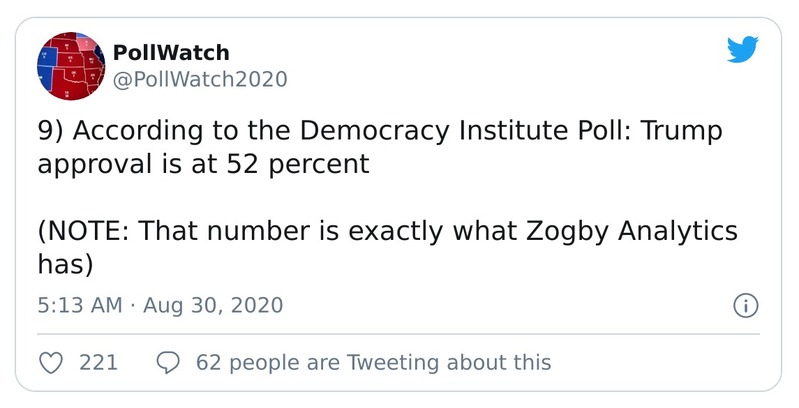 PollWatch
@PollWatch2020
9) According to the Democracy Institute Poll: Trump
approval is at 52 percent
(NOTE: That number is exactly what Zogby Analytics
has)
5:13 AM · Aug 30, 2020
221
62 people are Tweeting about this